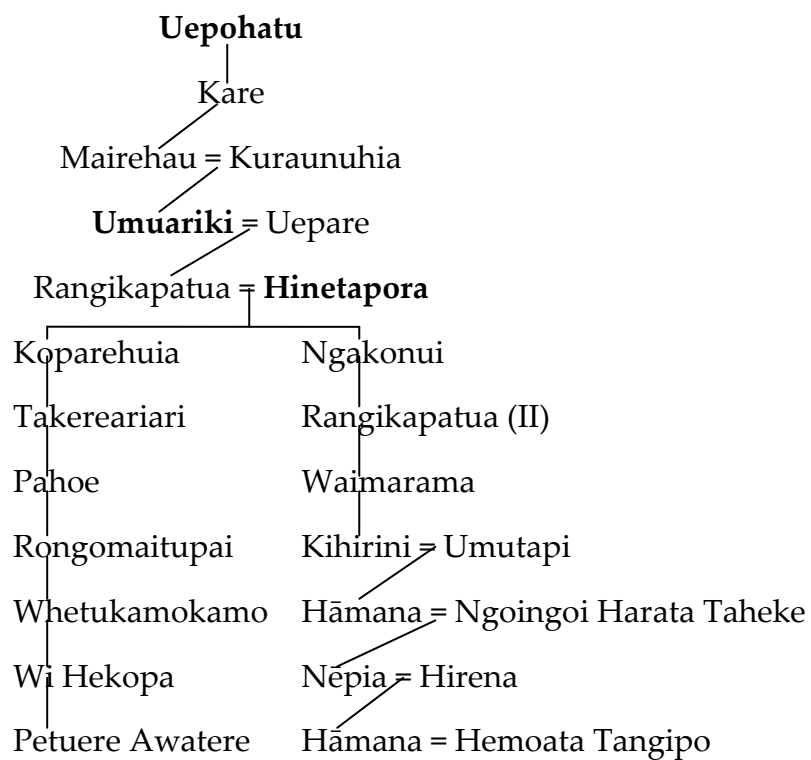 Uepohatu
Kare
Mairehau = Kuraunuhia
Umuariki = Uepare
Rangikapatua = Hinetapora
Koparehuia Ngakonui
Takereariari Rangikapatua (II)
Pahoe Waimarama
Rongomaitupai Kihirini = Umutapi
Whetukamokamo Hāmana = Ngoingoi Harata Taheke
Wi Hekopa Nēpia = Hirena
Petuere Awatere Hāmana = Hemoata Tangipo